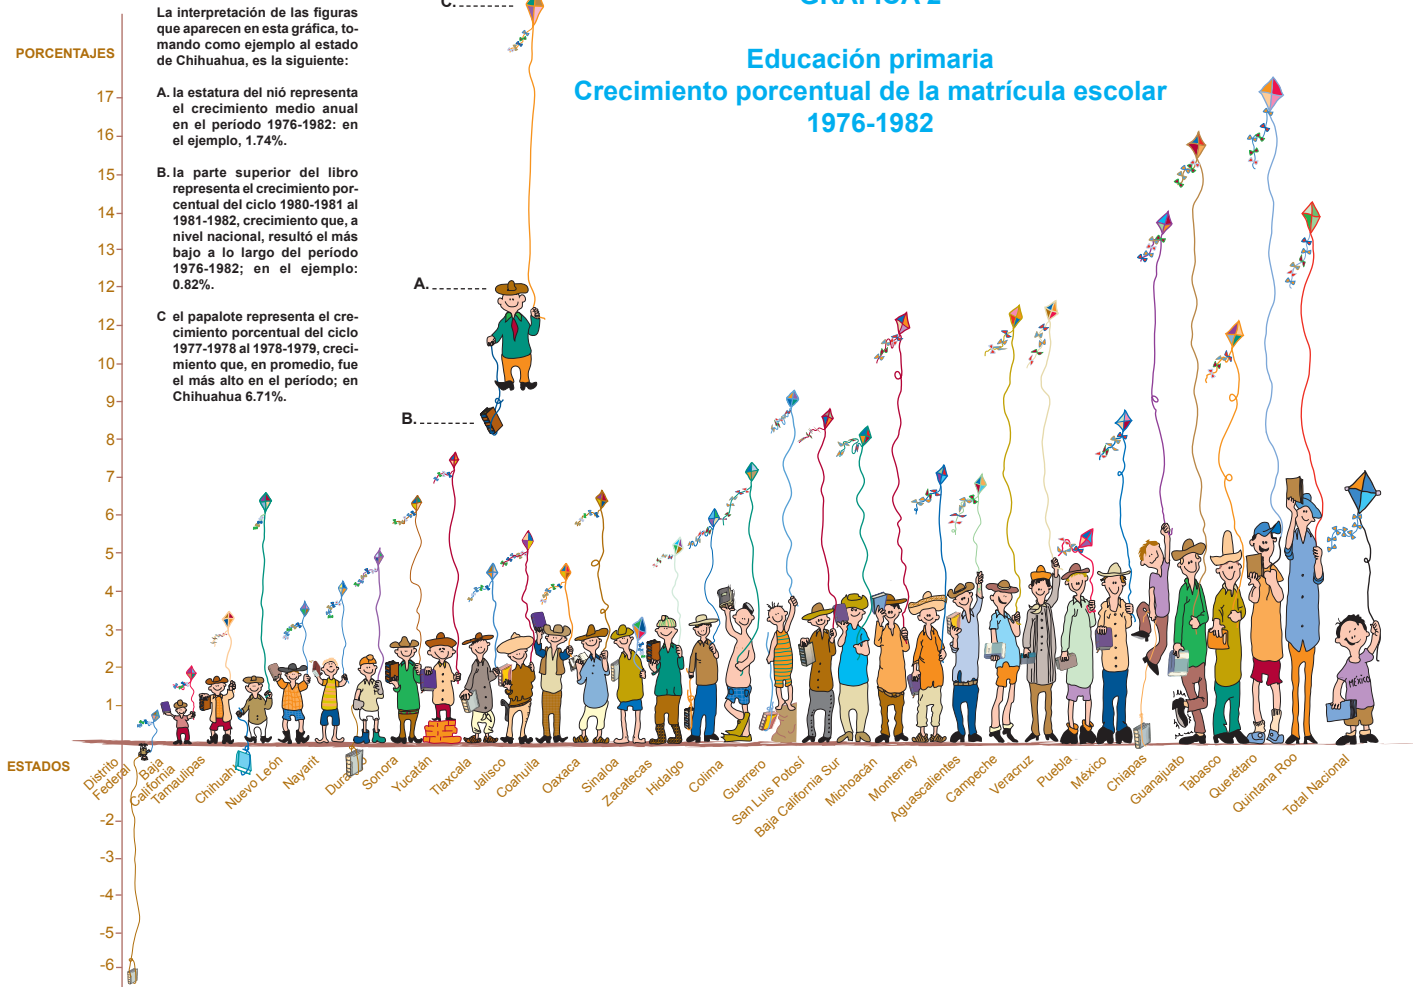 La interpretación de las figuras
que aparecen en esta gráfica, to-
mando como ejemplo al estado
de Chihuahua, es la siguiente:
A. la estatura del nió representa
el crecimiento medio anual
en el período 1976-1982: en
el ejemplo, 1.74%.
B. la parte superior del libro
representa el crecimiento por-
centual del ciclo 1980-1981 al
1981-1982, crecimiento que, a
nivel nacional, resultó el más
bajo a lo largo del período
1976-1982; en el ejemplo:
0.82%.
C el papalote representa el cre-
cimiento porcentual del ciclo
1977-1978 al 1978-1979, creci-
miento que, en promedio, fue
el más alto en el período; en
Chihuahua 6.71%.
C.
A.
B.
GRÁFICA 2
Educación primaria
Crecimiento porcentual de la matrícula escolar
1976-1982
PORCENTAJES
17
16
15
14
13
12
12
10
9
8
7
6
5
4
3
2
1
-2
-3
-4
-5
-6
ESTADOS
Distrito
Federal
Baja
California
Tamaulipas
Chihuahua
Nuevo León
Nayarit
Sonora
Yucatán
Tlaxcala
Jalisco
Coahuila
Oaxaca
Sinaloa
Zacatecas
Hidalgo
Colima
Guerrero
San Luis Potosí
Baja California Sur
Michoacán
Monterrey
Aguascalientes
Campeche
Veracruz
Puebla
México
Chiapas
Guanajuato
Tabasco
Querétaro
Quintana Roo
Total Nacional
MÉXICO